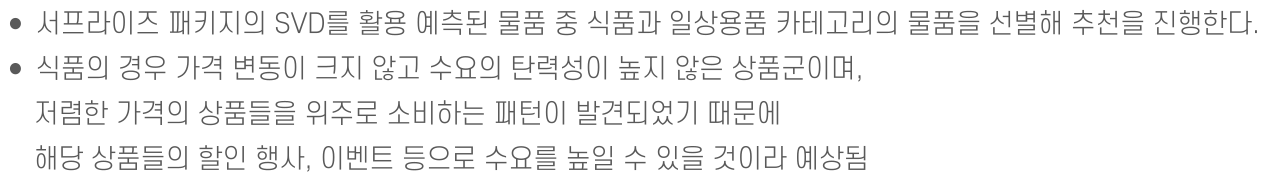 • 서프라이즈 패키지의 SVD를 활용 예측된 물품 중 식품과 일상용품 카테고리의 물품을 선별해 추천을 진행한다.
• 식품의 경우 가격 변동이 크지 않고 수요의 탄력성이 높지 않은 상품군이며,
저렴한 가격의 상품들을 위주로 소비하는 패턴이 발견되었기 때문에
해당 상품들의 할인 행사, 이벤트 등으로 수요를 높일 수 있을 것이라 예상됨